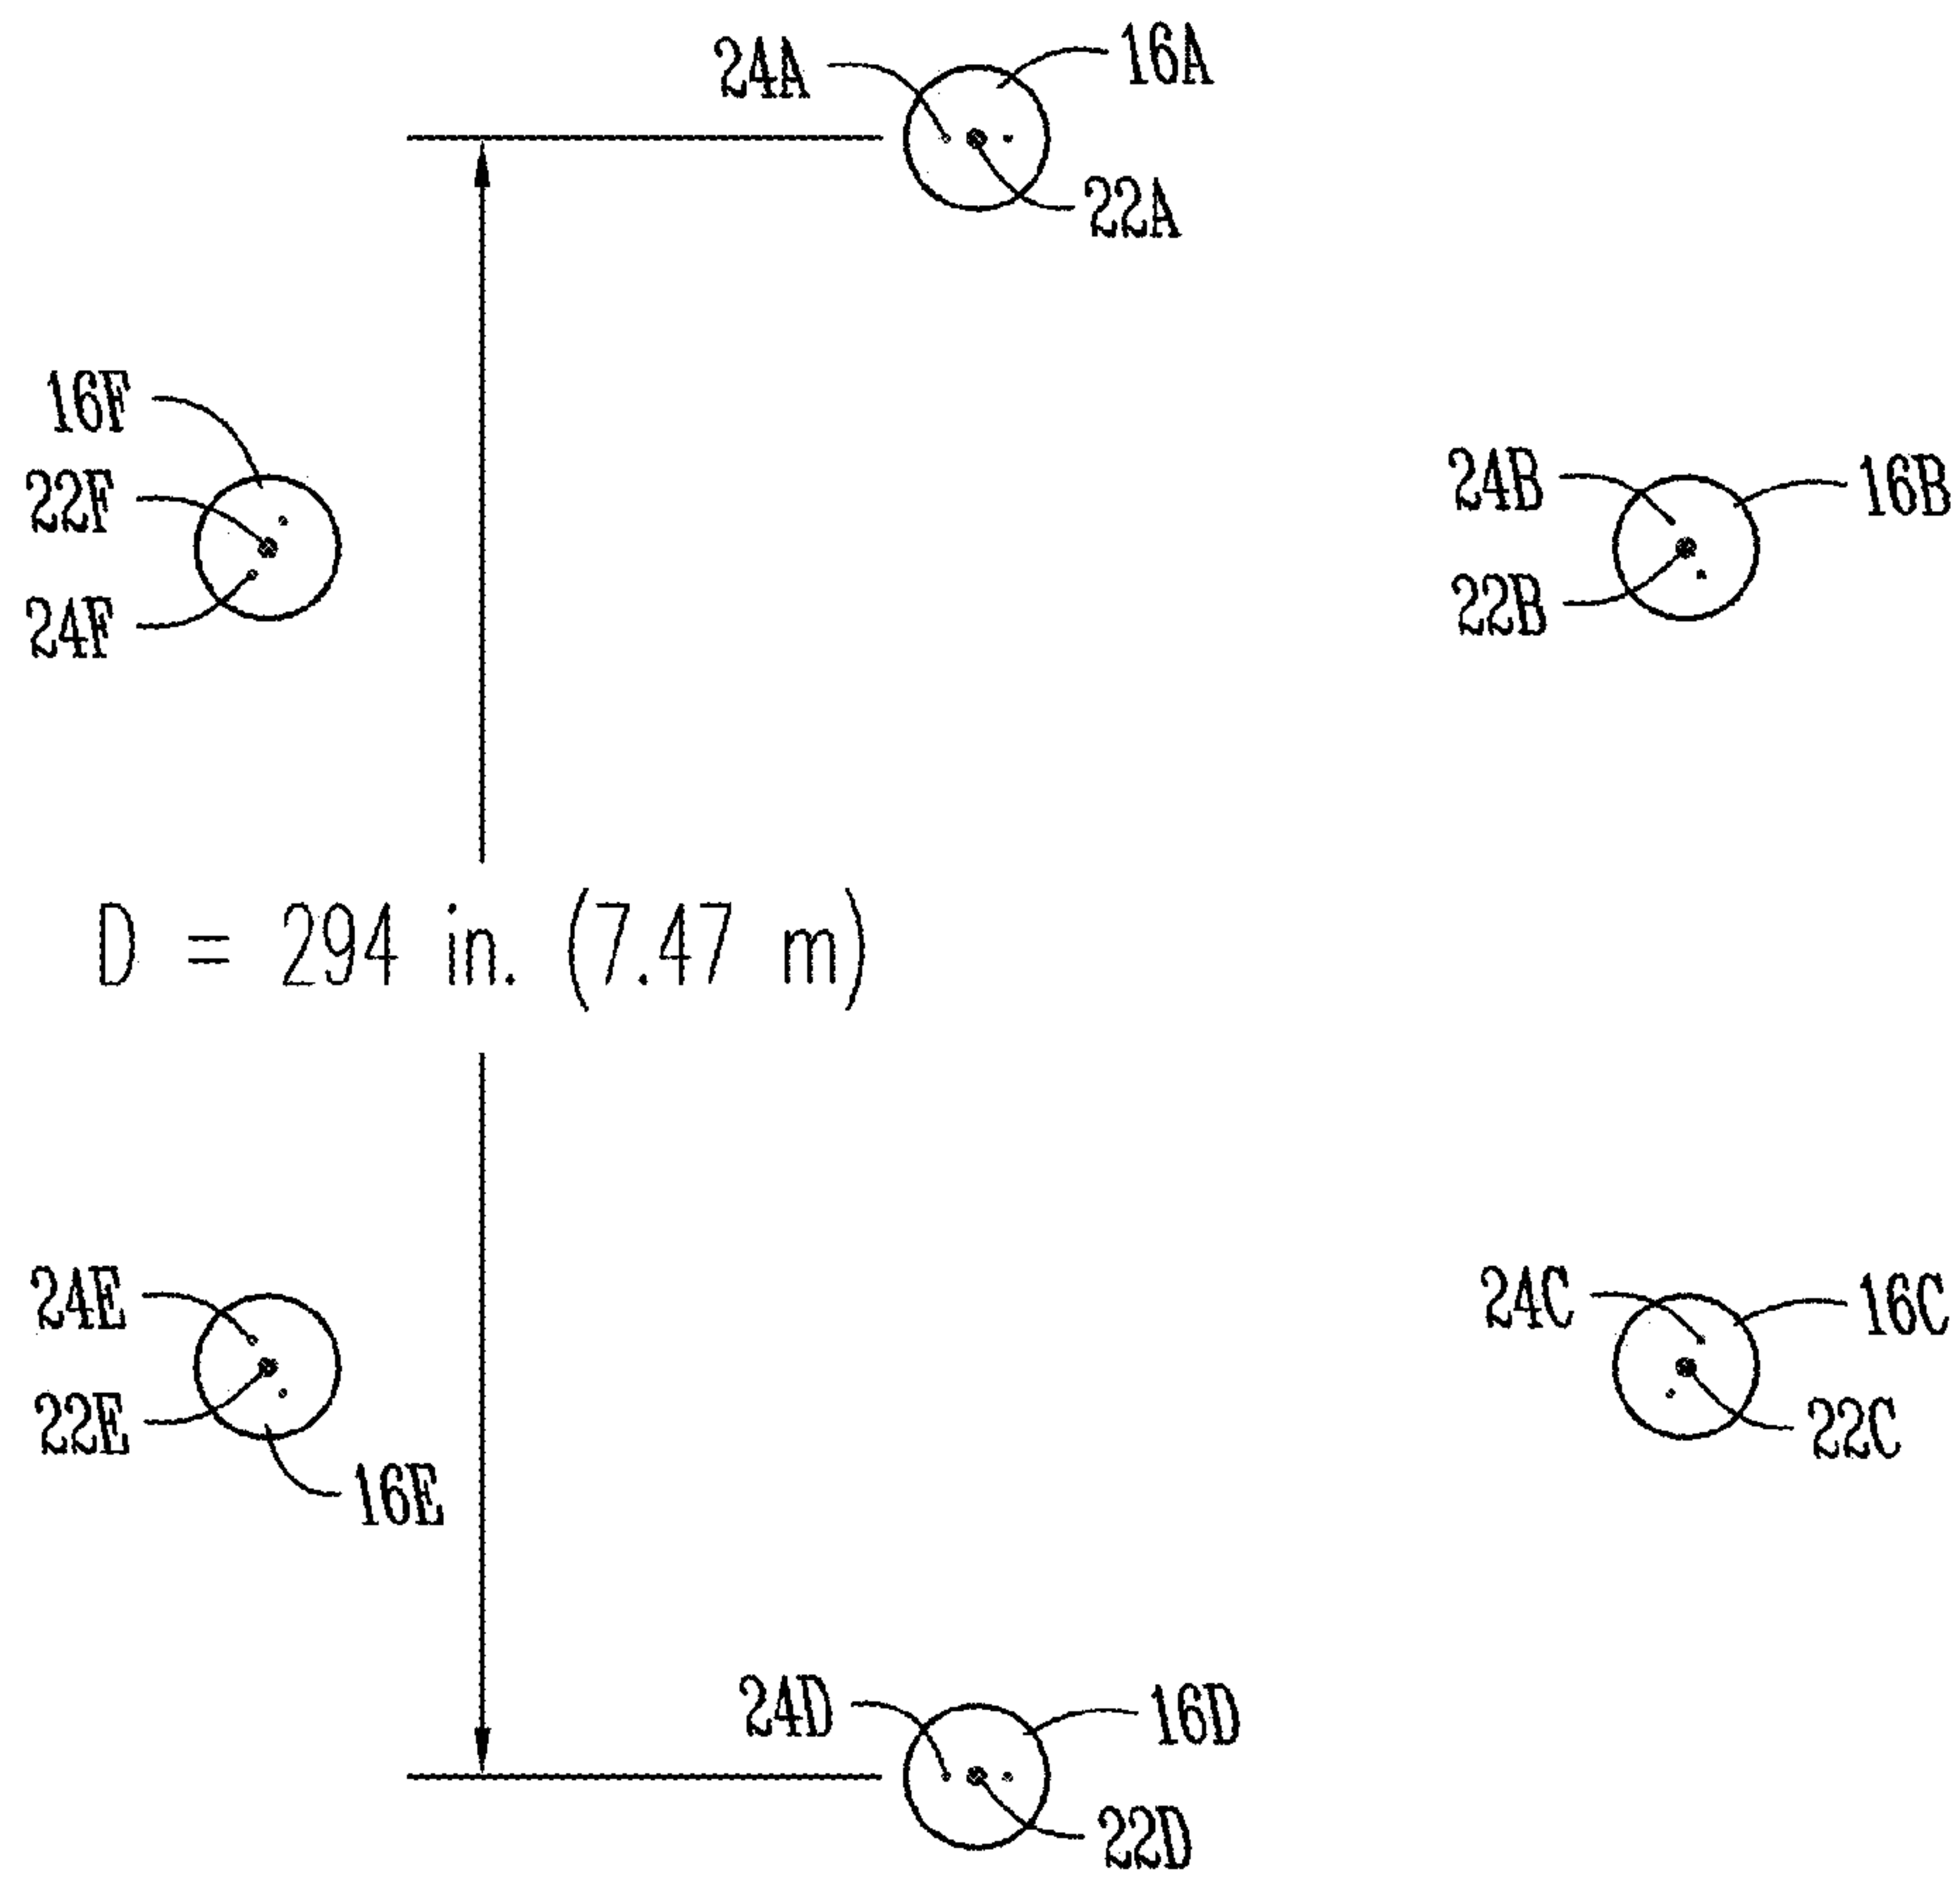 24A
16A
22A
16F
22F
24F
24B
16B
22B
D = 294 in. (7.47 m)
24E
22E
16E
24C
16C
22C
24D
16D
22D